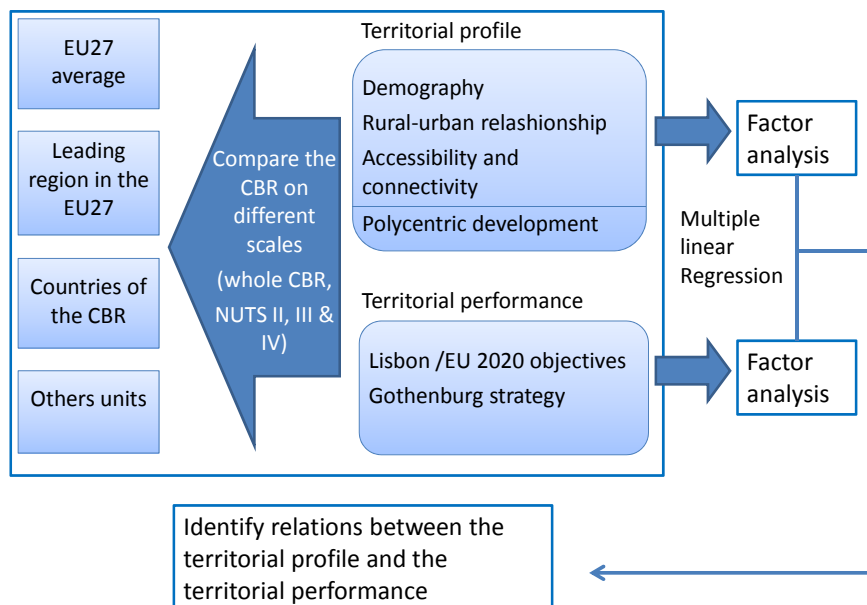 EU27
average
Leading
region in the
EU27
Countries
of the CBR
Others units
Compare the
CBR on
different
scales
(whole CBR,
NUTS II, III &
IV)
Territorial profile
Demography
Rural-urban relashionship
Accessibility and
connectivity
Polycentric development
Territorial performance
Lisbon /EU 2020 objectives
Gothenburg strategy
Factor
analysis
Multiple
linear
Regression
Factor
analysis
Identify relations between the
territorial profile and the
territorial performance